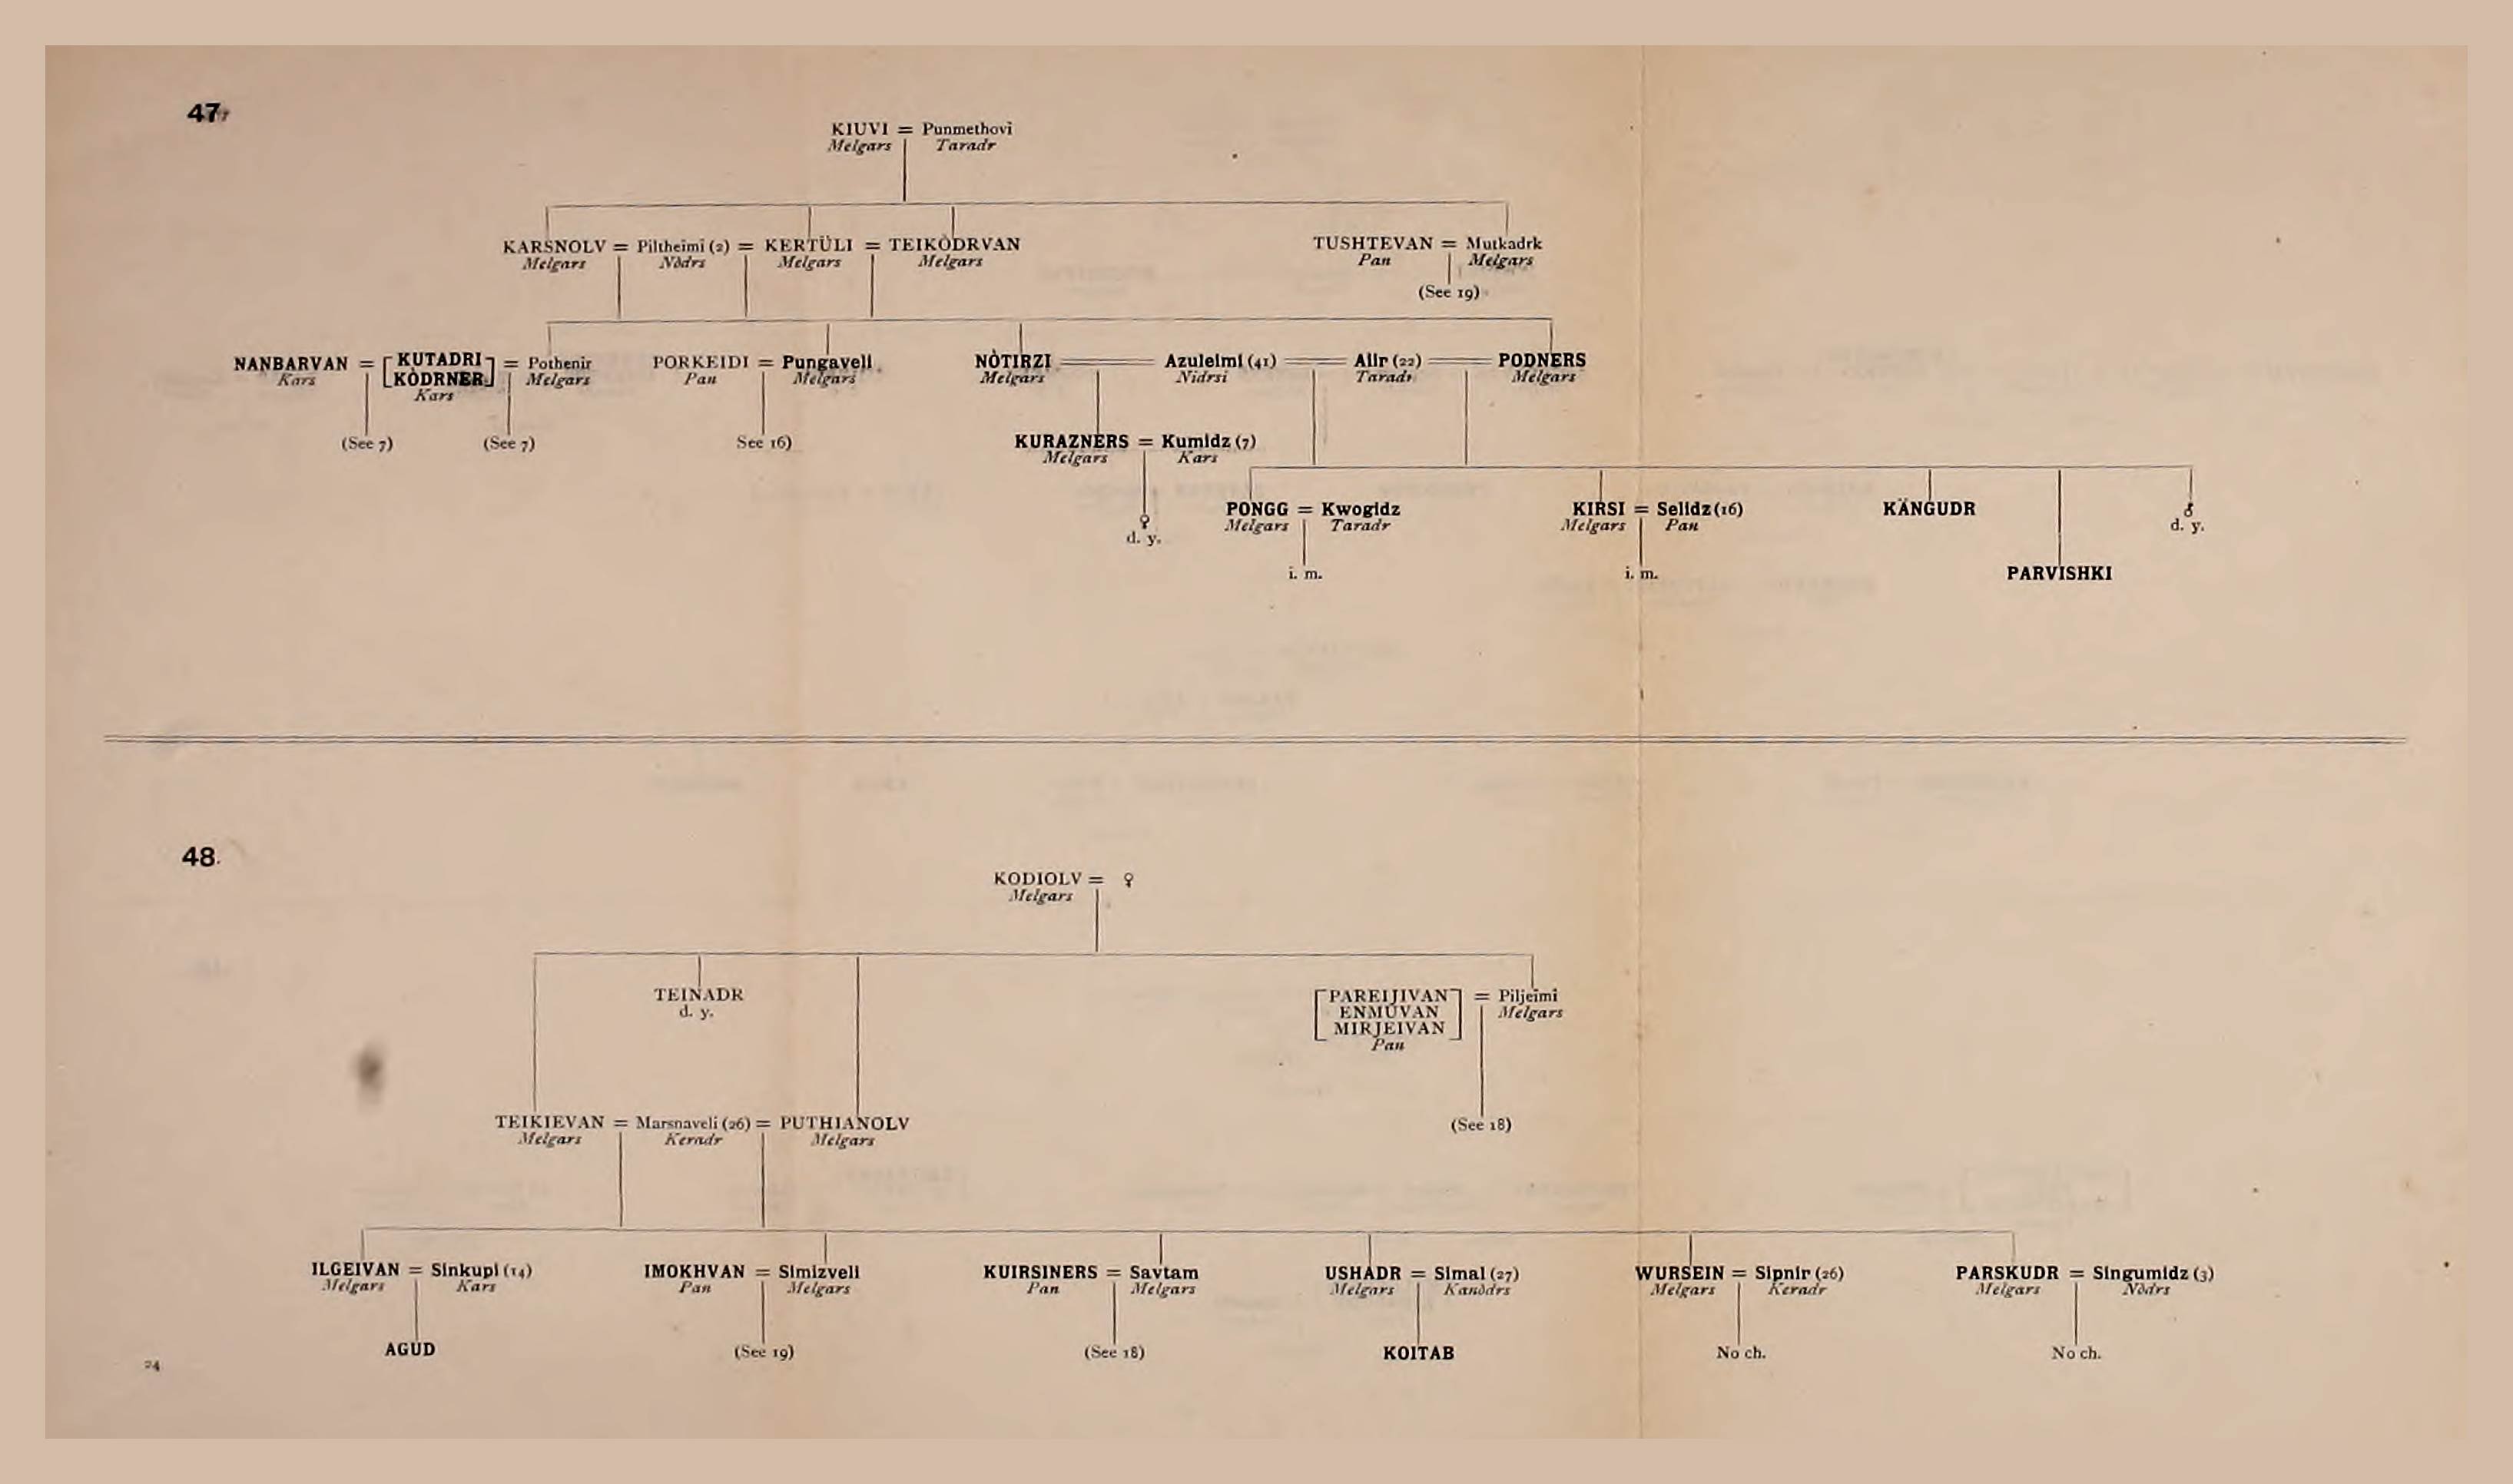 47
KIUVI = Punmethovi
Melgars Taradr
KARSNOLV = Piltheimi (2) = KERTÜLI = TEIKÒDRVAN TUSHTEVAN = Mutkadrk
Melgars Nòdrs Melgars Melgars Pan Melgars
(See 19)
NANBARVAN = [KUTADRI KÒDRNER] = Pothenir PORKEIDI = Pungaveli NÒTIRZI = Azuleimi (41) = Alir (22) = PODNERS
Kars Kars Melgars Pan Melgars Melgars Nidrsi Taradr Melgars
(See 7) (See 7) See 16) KURAZNERS = Kumidz (7)
Melgars Kars
♀ PONGG = Kwogidz KIRSI = Selidz (16) KÄNGUDR ♂
d. y. Melgars Taradr Melgars Pan d. y.
i. m. i. m. PARVISHKI
48.
KODIOLV = ♀
Melgars
TEINADR [PAREIJIVAN = Piljeimi
d. y. ENMUVAN Melgars
MIRJEIVAN]
Pan
TEIKIEVAN = Marsnaveli (26) = PUTHIANOLV (See 18)
Melgars Keradr Melgars
ILGEIVAN = Sinkupi (14) IMOKHVAN = Simizveli KUIRSINERS = Savtam USHADR = Simal (27) WURSEIN = Sipnir (26) PARSKUDR = Singumidz (3)
Melgars Kars Pan Melgars Pan Melgars Melgars Kanòdrs Melgars Keradr Melgars Nòdrs
AGUD (See 19) (See 18) KOITAB No ch. No ch.
24